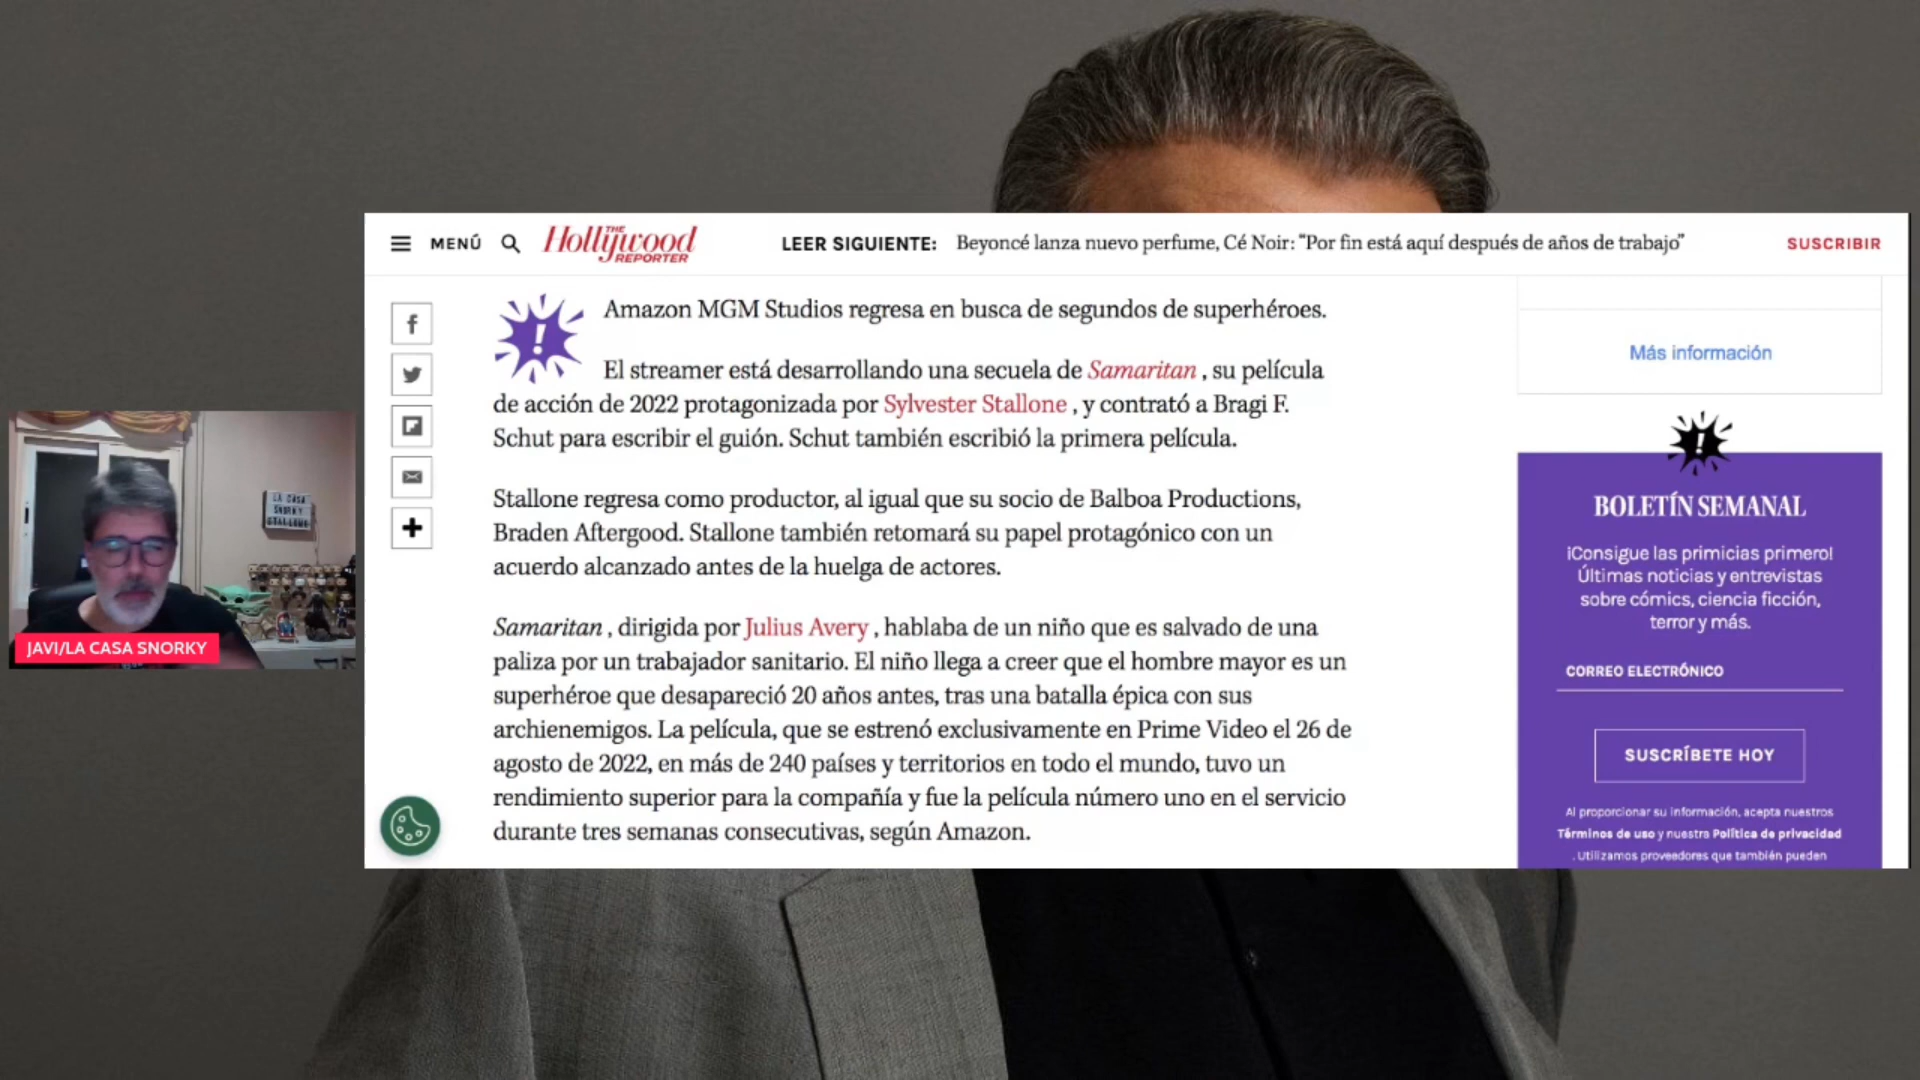 MENÚ
THE
Hollywood
REPORTER
LEER SIGUIENTE: Beyoncé lanza nuevo perfume, Cé Noir: “Por fin está aquí después de años de trabajo”
SUSCRIBIR
Amazon MGM Studios regresa en busca de segundos de superhéroes.
El streamer está desarrollando una secuela de Samaritan , su película
de acción de 2022 protagonizada por Sylvester Stallone , y contrató a Bragi F.
Schut para escribir el guión. Schut también escribió la primera película.
Stallone regresa como productor, al igual que su socio de Balboa Productions,
Braden Aftergood. Stallone también retomará su papel protagónico con un
acuerdo alcanzado antes de la huelga de actores.
Samaritan , dirigida por Julius Avery , hablaba de un niño que es salvado de una
paliza por un trabajador sanitario. El niño llega a creer que el hombre mayor es un
superhéroe que desapareció 20 años antes, tras una batalla épica con sus
archienemigos. La película, que se estrenó exclusivamente en Prime Video el 26 de
agosto de 2022, en más de 240 países y territorios en todo el mundo, tuvo un
rendimiento superior para la compañía y fue la película número uno en el servicio
durante tres semanas consecutivas, según Amazon.
Más información
BOLETÍN SEMANAL
¡Consigue las primicias primero!
Últimas noticias y entrevistas
sobre cómics, ciencia ficción,
terror y más.
CORREO ELECTRÓNICO
SUSCRÍBETE HOY
Al proporcionar su información, acepta nuestros
Términos de uso y nuestra Política de privacidad
. Utilizamos proveedores que también pueden
LA CASA
SNORKY
JAVI/LA CASA SNORKY